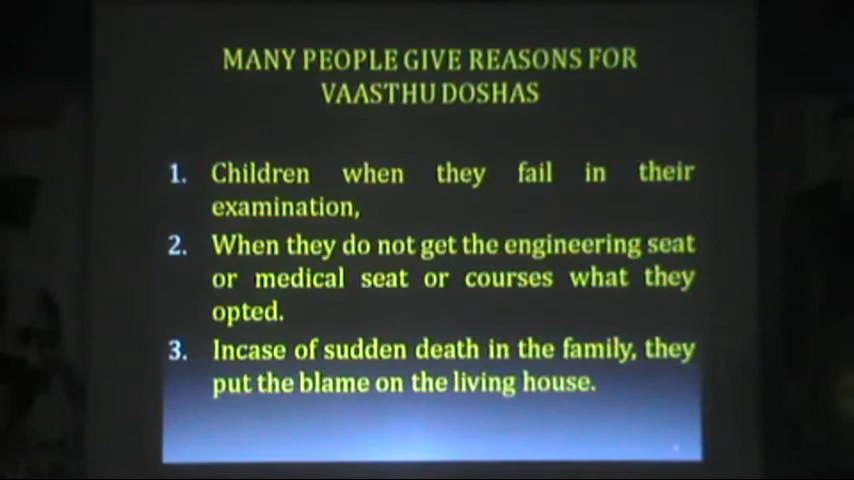 MANY PEOPLE GIVE REASONS FOR
VAASTHU DOSHAS
1. Children when they fail in their
examination,
2. When they do not get the engineering seat
or medical seat or courses what they
opted.
3. Incase of sudden death in the family, they
put the blame on the living house.